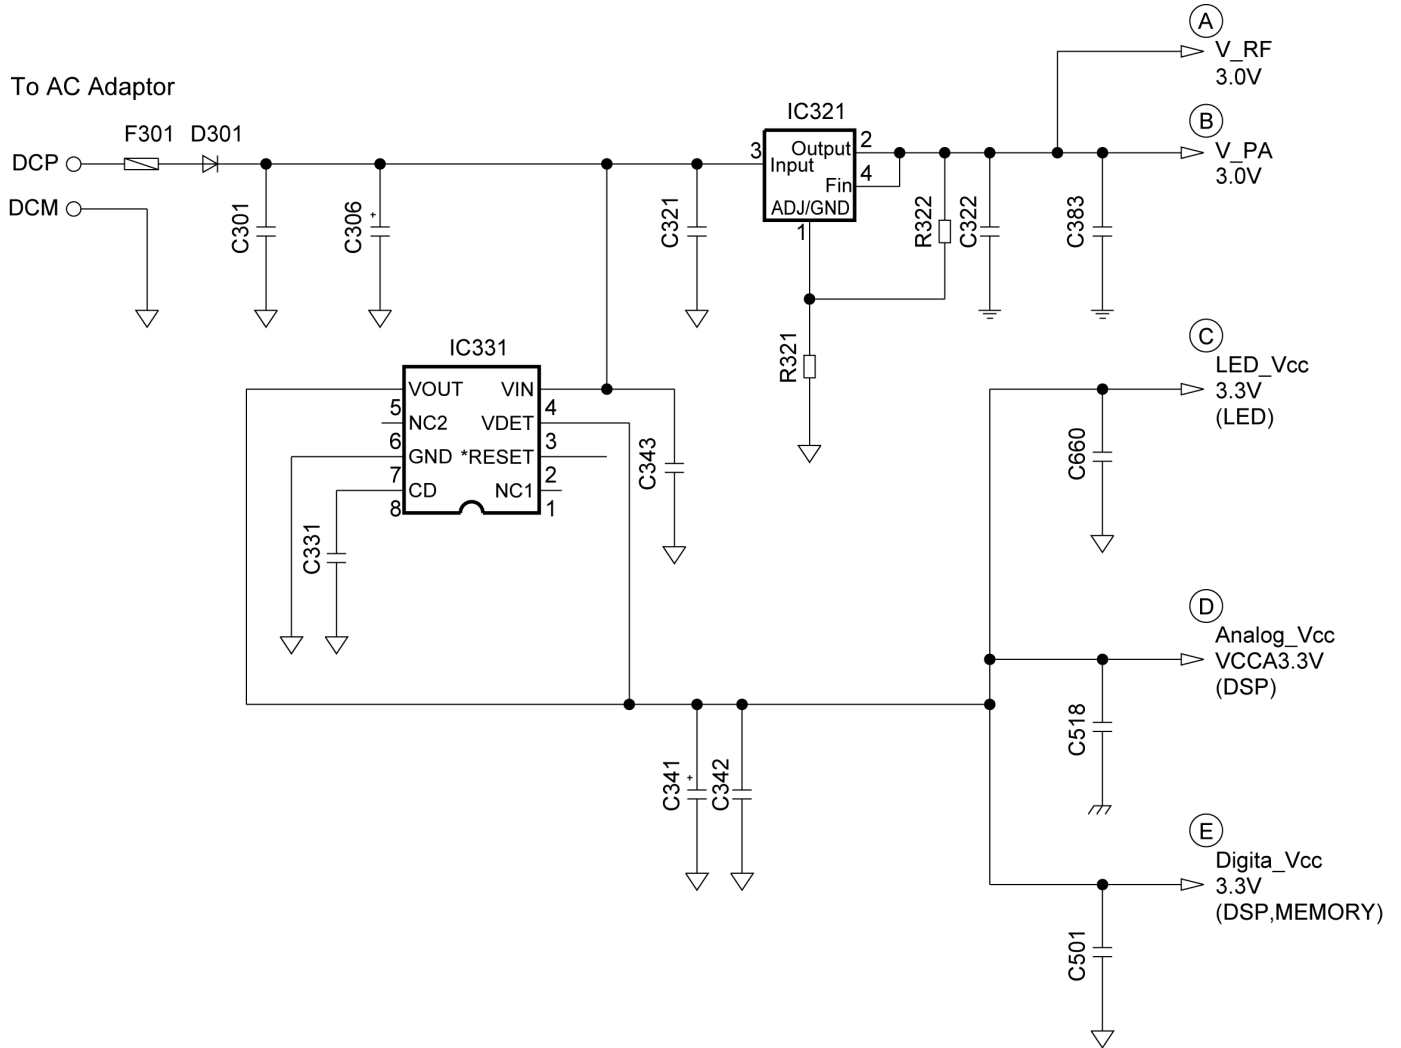 A
V_RF
3.0V
To AC Adaptor
F301 D301
IC321
B
V_PA
3.0V
DCP
DCM
3 Input
Output 2
Fin 4
ADJ/GND
1
C301
C306
+
C321
R322
C322
C383
R321
IC331
VOUT VIN
5 4
NC2 VDET
6 3
GND *RESET
7 2
CD NC1
8 1
C343
C331
C
LED_Vcc
3.3V
(LED)
C660
D
Analog_Vcc
VCCA3.3V
(DSP)
C518
C341
+
C342
E
Digita_Vcc
3.3V
(DSP,MEMORY)
C501